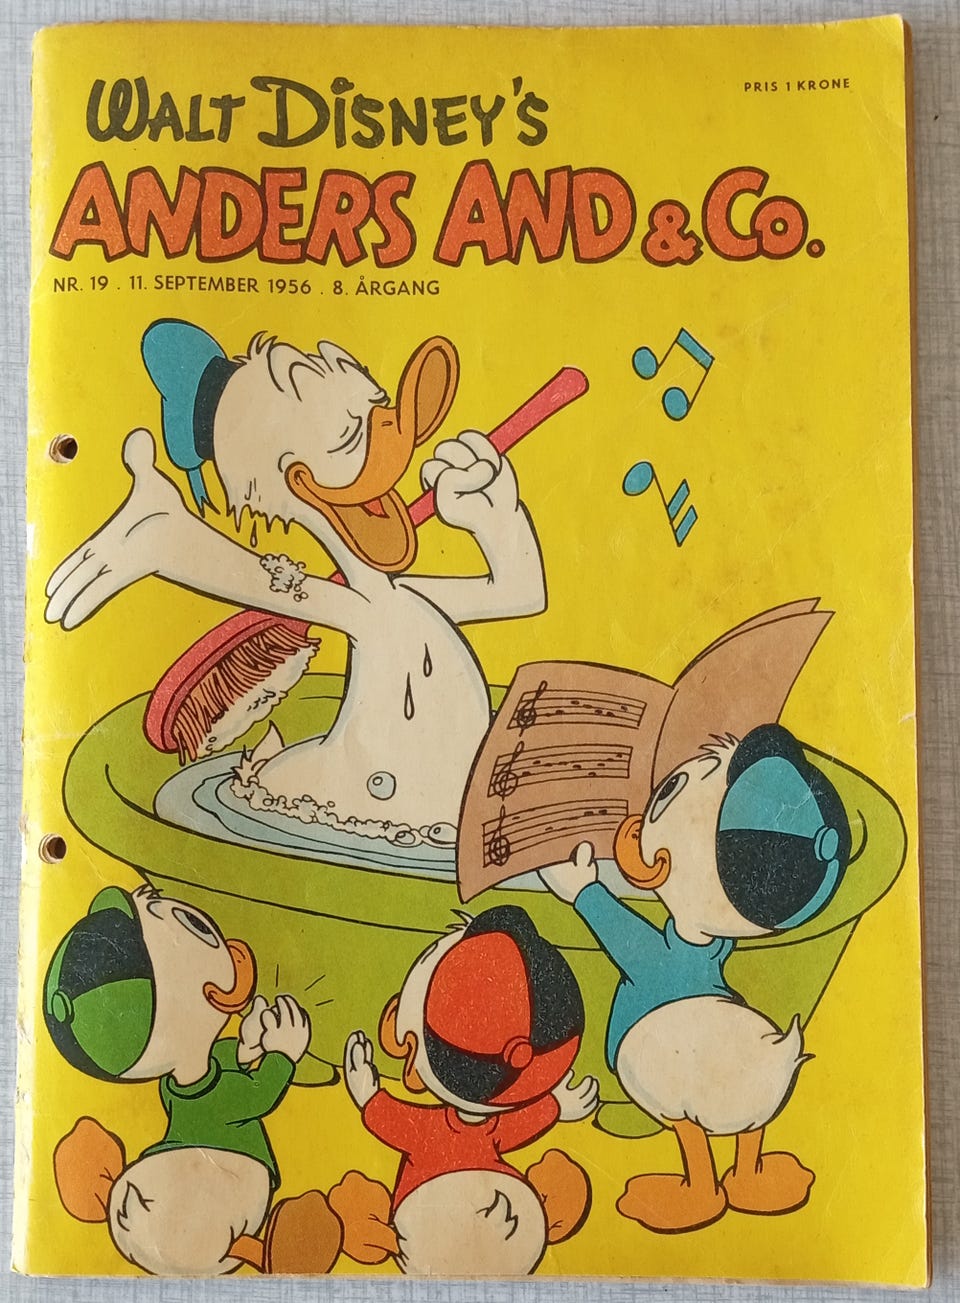 WALT DISNEY'S
PRIS 1 KRONE
ANDERS AND & CO.
NR. 19 . 11. SEPTEMBER 1956 . 8. ÅRGANG